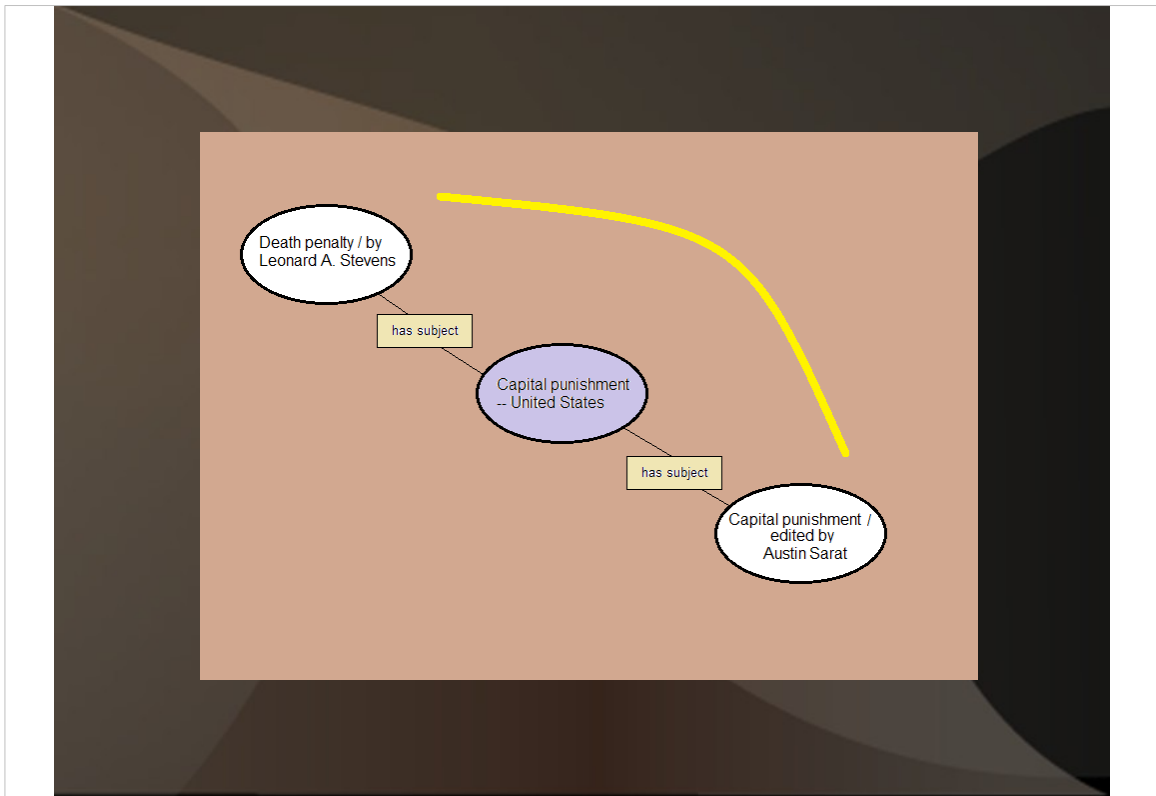 Death penalty / by
Leonard A. Stevens
has subject
Capital punishment
-- United States
has subject
Capital punishment /
edited by
Austin Sarat